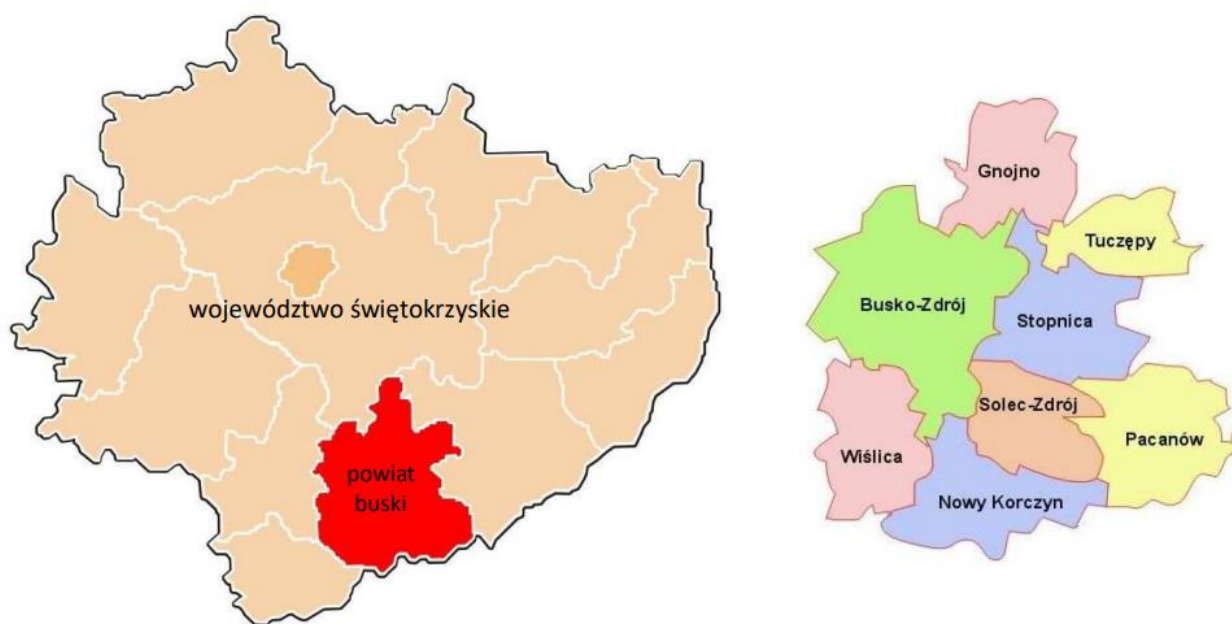 województwo świętokrzyskie
powiat
buski
Gnojno
Tuczępy
Busko-Zdrój
Stopnica
Solec-Zdrój
Pacanów
Wiślica
Nowy Korczyn